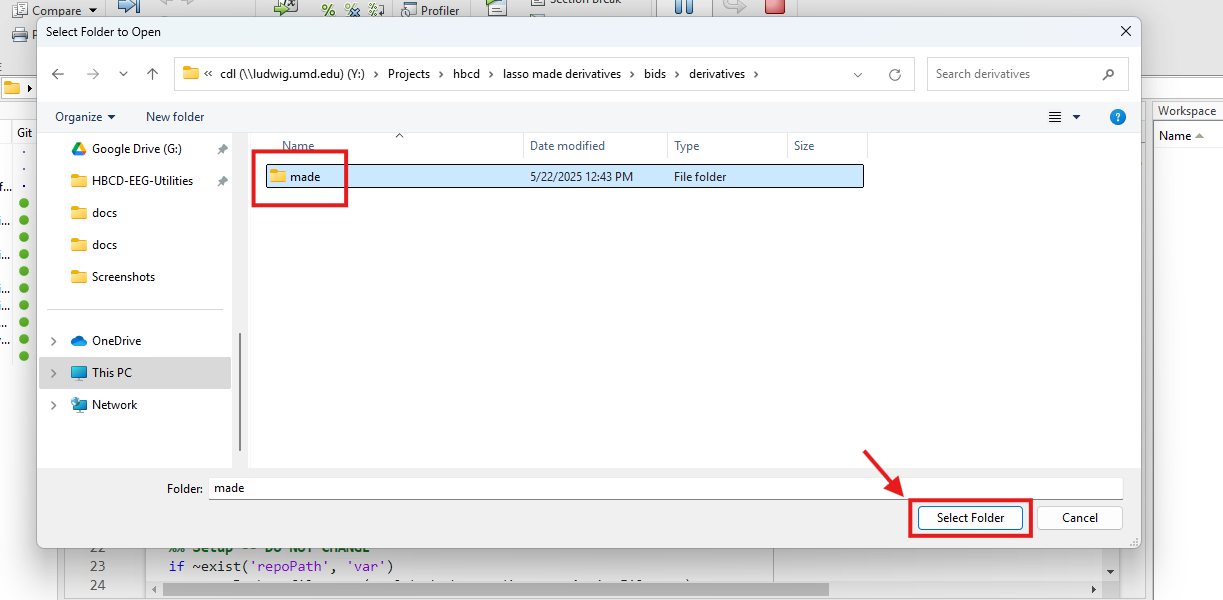 Compare
Section Break
Profiler
Select Folder to Open
« cdl (\\ludwig.umd.edu) (Y:) › Projects › hbcd › lasso made derivatives › bids › derivatives ›
Search derivatives
Organize
New folder
Workspace
Name
Git
Google Drive (G:)
HBCD-EEG-Utilities
docs
docs
Screenshots
OneDrive
This PC
Network
Name Date modified Type Size
made 5/22/2025 12:43 PM File folder
Folder: made
Select Folder
Cancel
22 %% Setup -- DO NOT CHANGE
23 if ~exist('repoPath', 'var')
24